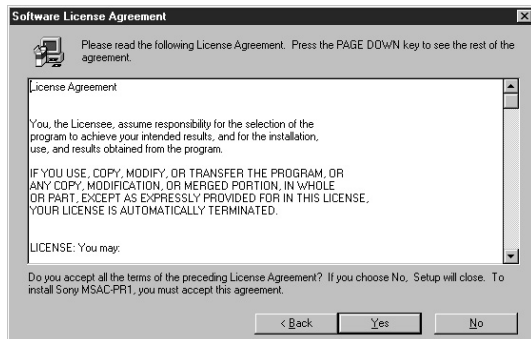 Software License Agreement
Please read the following License Agreement. Press the PAGE DOWN key to see the rest of the
agreement.
License Agreement
You, the Licensee, assume responsibility for the selection of the
program to achieve your intended results, and for the installation,
use, and results obtained from the program.
IF YOU USE, COPY, MODIFY, OR TRANSFER THE PROGRAM, OR
ANY COPY, MODIFICATION, OR MERGED PORTION, IN WHOLE
OR PART, EXCEPT AS EXPRESSLY PROVIDED FOR IN THIS LICENSE,
YOUR LICENSE IS AUTOMATICALLY TERMINATED.
LICENSE: You may:
Do you accept all the terms of the preceding License Agreement? If you choose No, Setup will close. To
install Sony MSAC-PR1, you must accept this agreement.
< Back Yes No